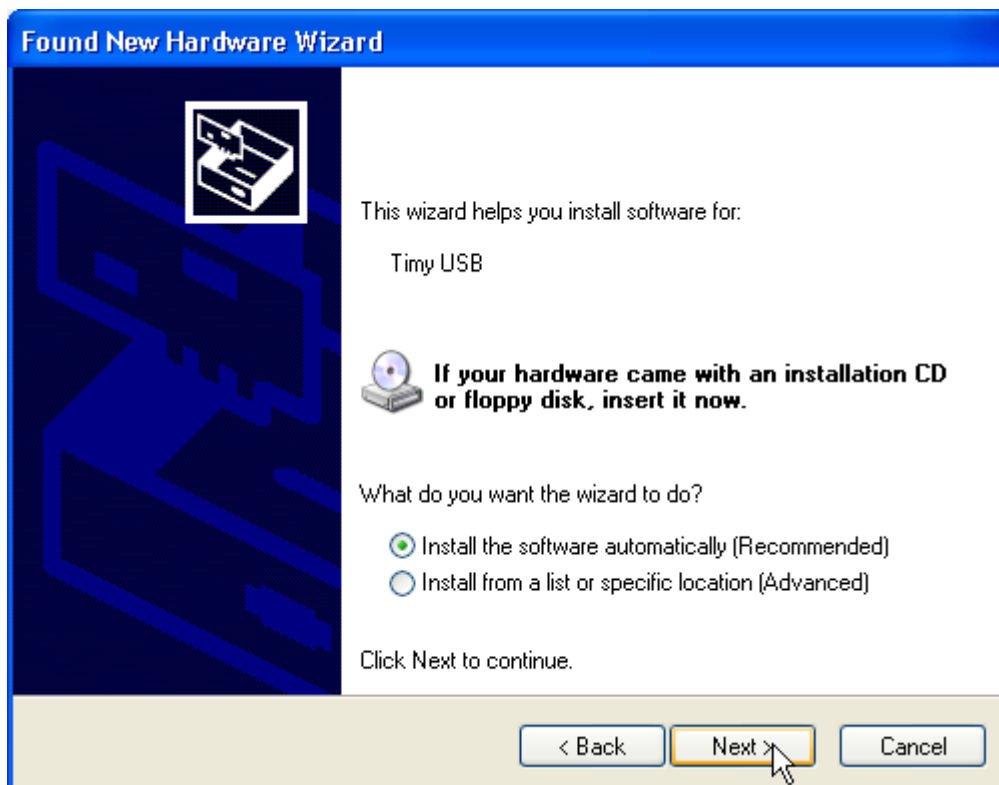 Found New Hardware Wizard
This wizard helps you install software for:
Timy USB
If your hardware came with an installation CD
or floppy disk, insert it now.
What do you want the wizard to do?
Install the software automatically (Recommended)
Install from a list or specific location (Advanced)
Click Next to continue.
< Back
Next >
Cancel